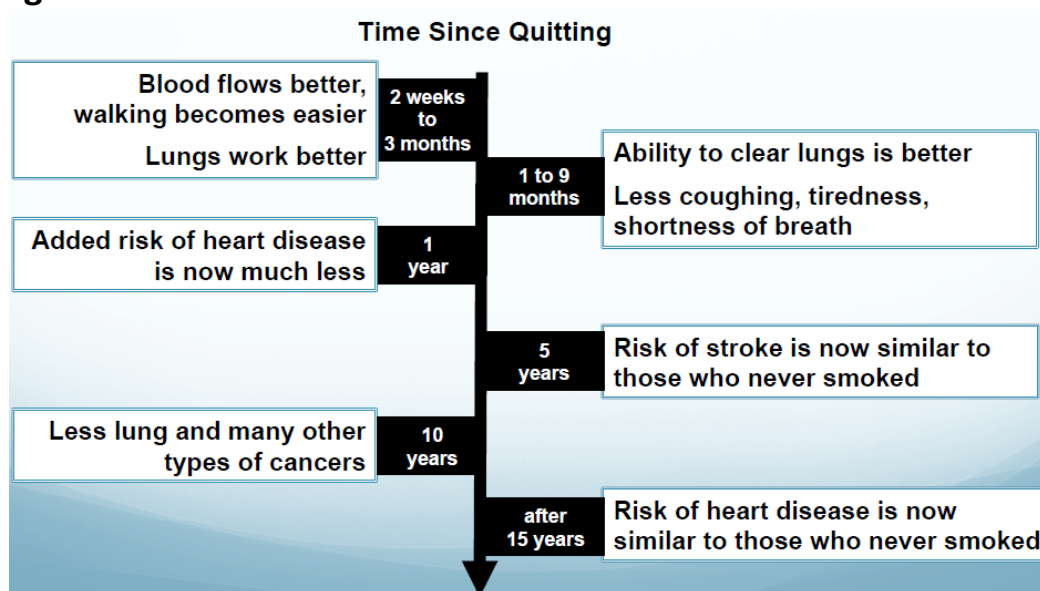 g
Time Since Quitting
Blood flows better,
walking becomes easier
Lungs work better
2 weeks
to
3 months
1 to 9
months
Ability to clear lungs is better
Less coughing, tiredness,
shortness of breath
Added risk of heart disease
is now much less
1
year
5
years
Risk of stroke is now similar to
those who never smoked
Less lung and many other
types of cancers
10
years
after
15 years
Risk of heart disease is now
similar to those who never smoked